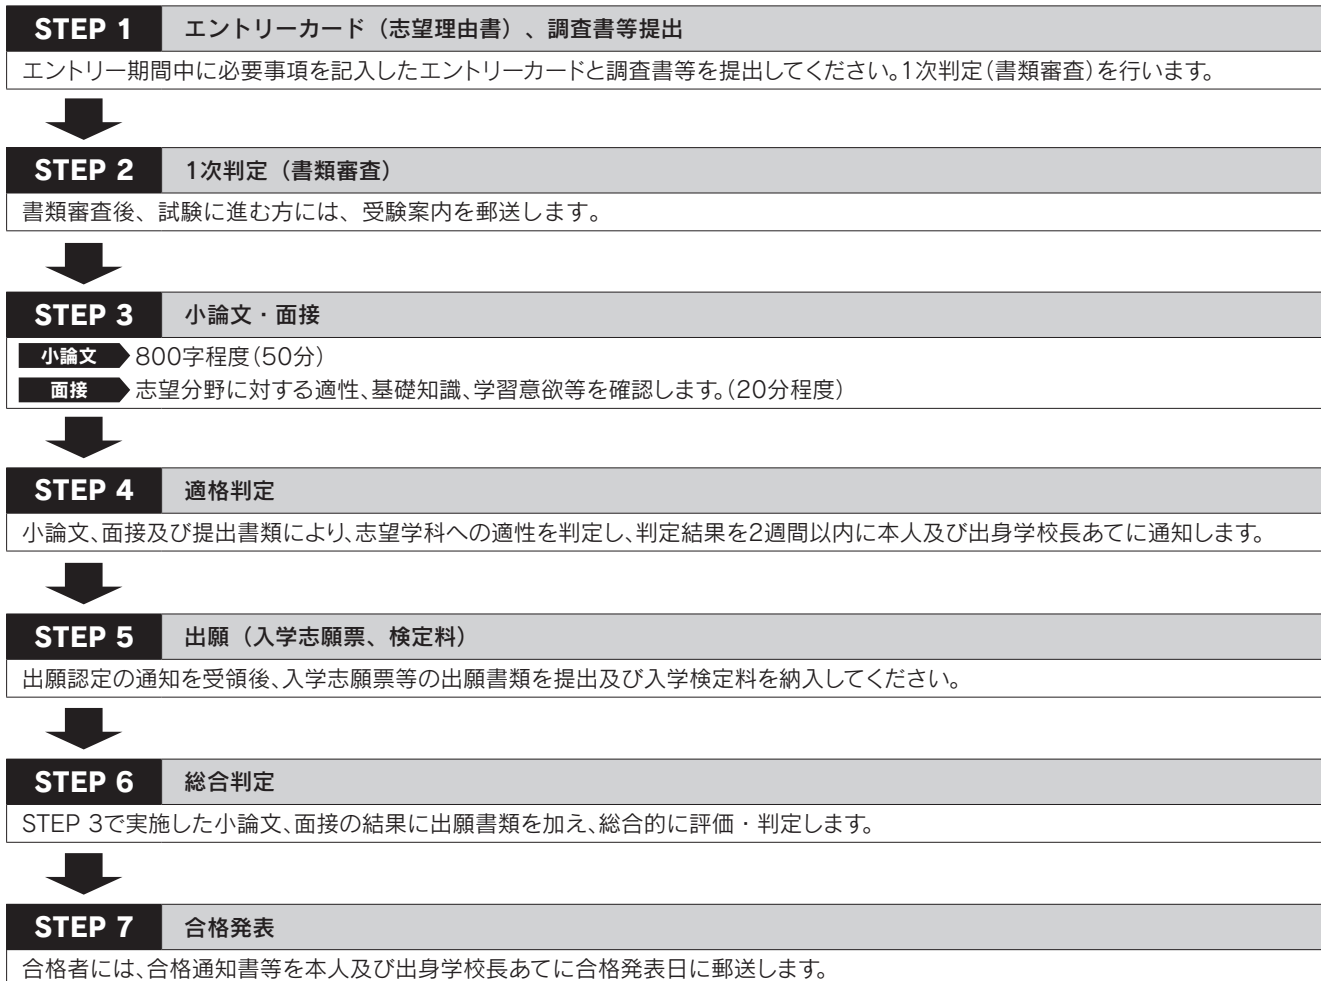 STEP 1 エントリーカード（志望理由書）、調査書等提出
エントリー期間中に必要事項を記入したエントリーカードと調査書等を提出してください。1次判定（書類審査）を行います。
STEP 2 1次判定（書類審査）
書類審査後、試験に進む方には、受験案内を郵送します。
STEP 3 小論文・面接
小論文 800字程度（50分）
面接 志望分野に対する適性、基礎知識、学習意欲等を確認します。（20分程度）
STEP 4 適格判定
小論文、面接及び提出書類により、志望学科への適性を判定し、判定結果を2週間以内に本人及び出身学校長あてに通知します。
STEP 5 出願（入学志願票、検定料）
出願認定の通知を受領後、入学志願票等の出願書類を提出及び入学検定料を納入してください。
STEP 6 総合判定
STEP 3で実施した小論文、面接の結果に出願書類を加え、総合的に評価・判定します。
STEP 7 合格発表
合格者には、合格通知書等を本人及び出身学校長あてに合格発表日に郵送します。